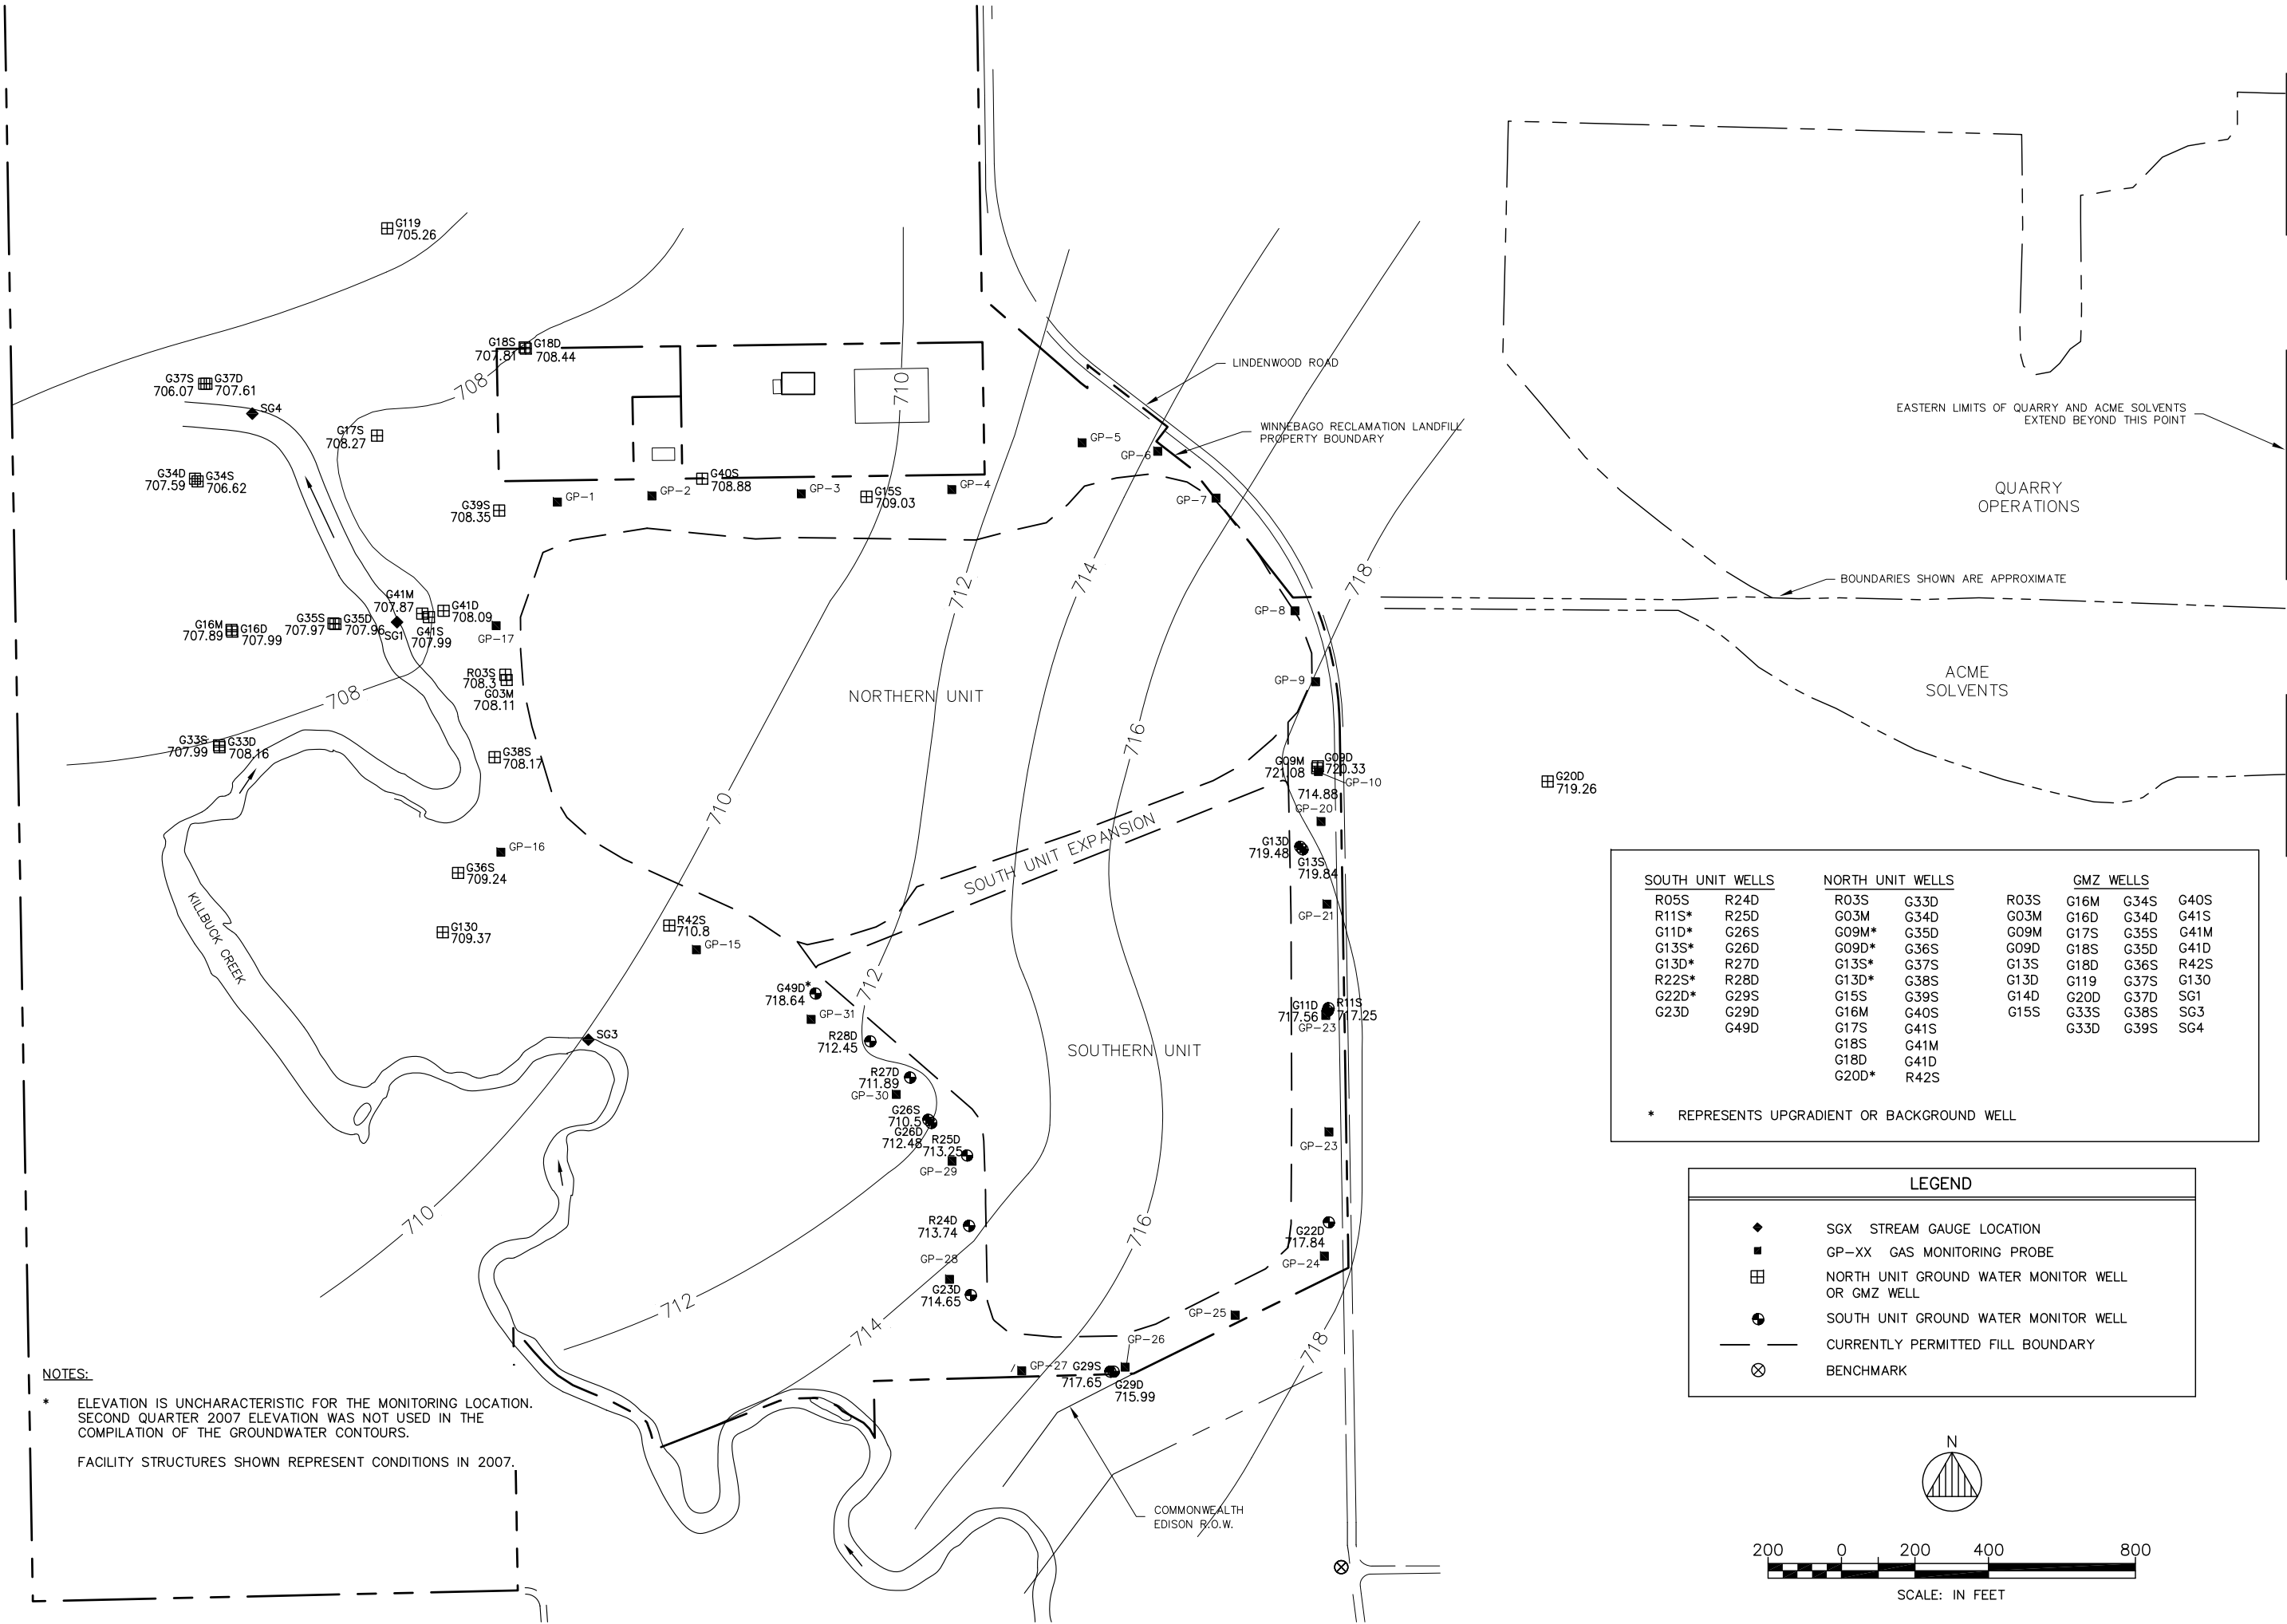 G119
705.26
G18S
707.81
G18D
708.44
708
710
G37S
706.07
G37D
707.61
SG4
G17S
708.27
G34D
707.59
G34S
706.62
G39S
708.35
GP-1
GP-2
G40S
708.88
GP-3
G15S
709.03
GP-4
GP-5
GP-6
GP-7
LINDENWOOD ROAD
WINNEBAGO RECLAMATION LANDFILL
PROPERTY BOUNDARY
EASTERN LIMITS OF QUARRY AND ACME SOLVENTS
EXTEND BEYOND THIS POINT
QUARRY
OPERATIONS
BOUNDARIES SHOWN ARE APPROXIMATE
ACME
SOLVENTS
712
714
718
GP-8
G41M
707.87
G41D
708.09
G41S
707.99
SG1
G35S
707.97
G35D
707.96
G16M
707.89
G16D
707.99
GP-17
R03S
708.3
G03M
708.11
708
NORTHERN UNIT
GP-9
716
G33S
707.99
G33D
708.16
G38S
708.17
G09M
721.08
G09D
720.33
GP-10
714.88
GP-20
G20D
719.26
710
SOUTH UNIT EXPANSION
G13D
719.48
G13S
719.84
GP-16
G36S
709.24
KILLBUCK CREEK
G130
709.37
R42S
710.8
GP-15
GP-21
712
G49D*
718.64
GP-31
G11D
717.56
R11S
717.25
GP-23
SG3
R28D
712.45
SOUTHERN UNIT
R27D
711.89
GP-30
G26S
710.5
G26D
712.48
R25D
713.25
GP-29
GP-23
710
R24D
713.74
716
G22D
717.84
GP-24
GP-28
G23D
714.65
712
714
GP-25
GP-26
718
GP-27
G29S
717.65
G29D
715.99
COMMONWEALTH
EDISON R.O.W.
SOUTH UNIT WELLS NORTH UNIT WELLS GMZ WELLS
R05S R24D R03S G33D R03S G16M G34S G40S
R11S* R25D G03M G34D G03M G16D G34D G41S
G11D* G26S G09M* G35D G09M G17S G35S G41M
G13S* G26D G09D* G36S G09D G18S G35D G41D
G13D* R27D G13S* G37S G13S G18D G36S R42S
R22S* R28D G13D* G38S G13D G119 G37S G130
G22D* G29S G15S G39S G14D G20D G37D SG1
G23D G29D G16M G40S G15S G33S G38S SG3
G49D G17S G41S G33D G39S SG4
G18S G41M
G18D G41D
G20D* R42S
* REPRESENTS UPGRADIENT OR BACKGROUND WELL
LEGEND
SGX STREAM GAUGE LOCATION
GP-XX GAS MONITORING PROBE
NORTH UNIT GROUND WATER MONITOR WELL
OR GMZ WELL
SOUTH UNIT GROUND WATER MONITOR WELL
CURRENTLY PERMITTED FILL BOUNDARY
BENCHMARK
NOTES:
* ELEVATION IS UNCHARACTERISTIC FOR THE MONITORING LOCATION.
SECOND QUARTER 2007 ELEVATION WAS NOT USED IN THE
COMPILATION OF THE GROUNDWATER CONTOURS.
FACILITY STRUCTURES SHOWN REPRESENT CONDITIONS IN 2007.
N
200 0 200 400 800
SCALE: IN FEET